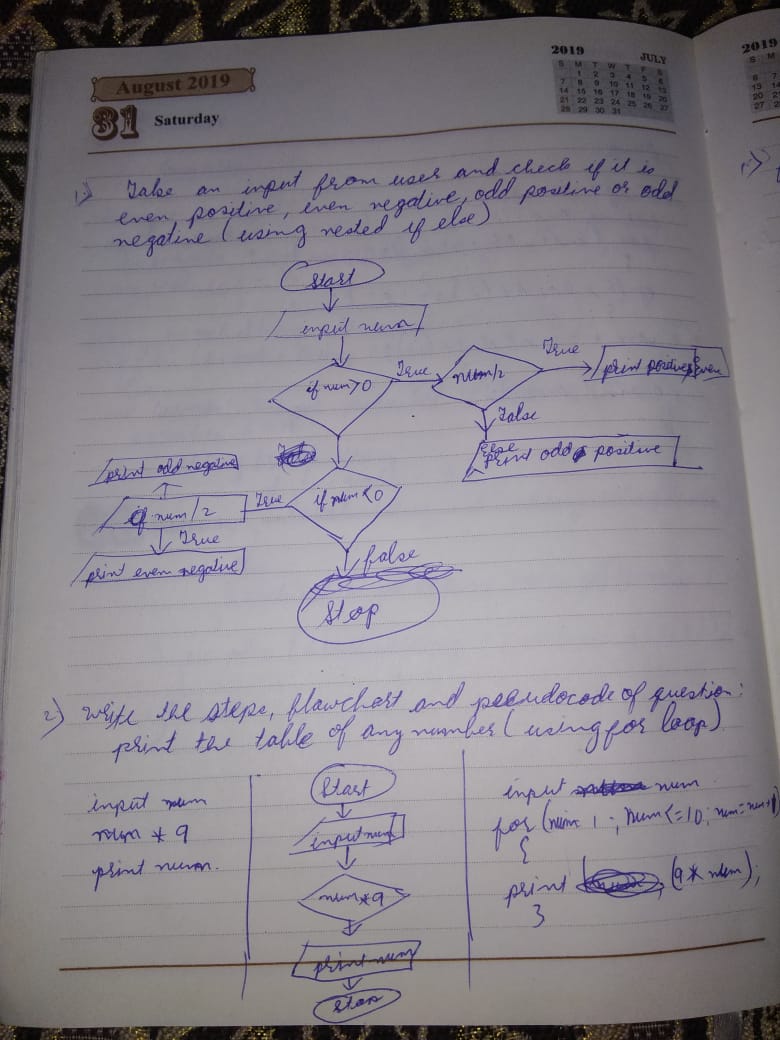 August 2019
31 Saturday
2019 JULY
S M T W T F S
1 2 3 4 5 6
7 8 9 10 11 12 13
14 15 16 17 18 19 20
21 22 23 24 25 26 27
28 29 30 31
2019
S M
6 7
13 14
20 2
27 2
1) Take an input from user and check if it is
even, positive, even negative, odd positive or odd
negative (using nested if else)
Start
input num
if num>0 True num/2 True print positive even
False
Else
print odd positive
print odd negative
if num/2 True if num<0
True
print even negative
false
Stop
2) Write the steps, flowchart and pseudocode of question:
print the table of any number (using for loop)
input num
num * 9
print num.
Start
input num
num*9
print num
Stop
input num
for (num= 1; num<=10; num=num+1)
{
print (9* num);
}